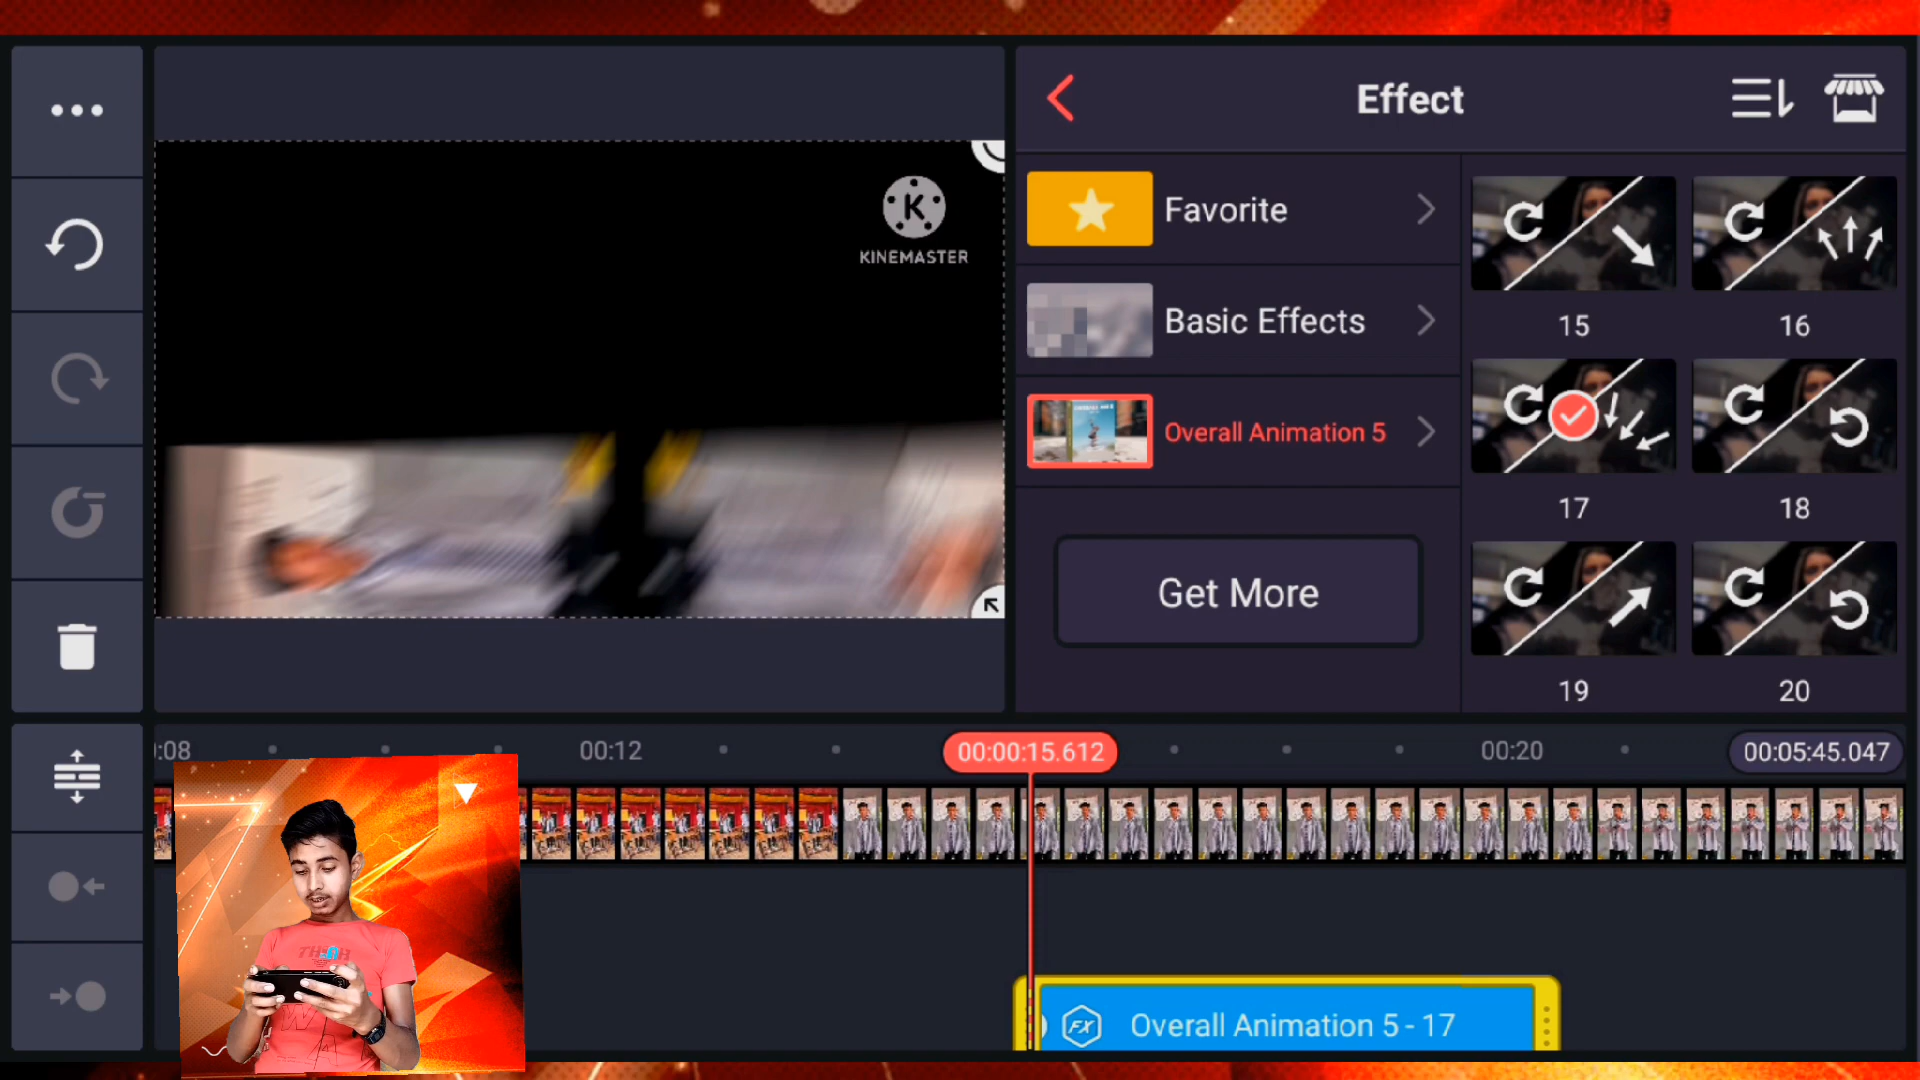 Effect
K
KINEMASTER
Favorite
Basic Effects
Overall Animation 5
Get More
15
16
17
18
19
20
00:12
00:00:15.612
00:20
00:05:45.047
FX
Overall Animation 5 - 17